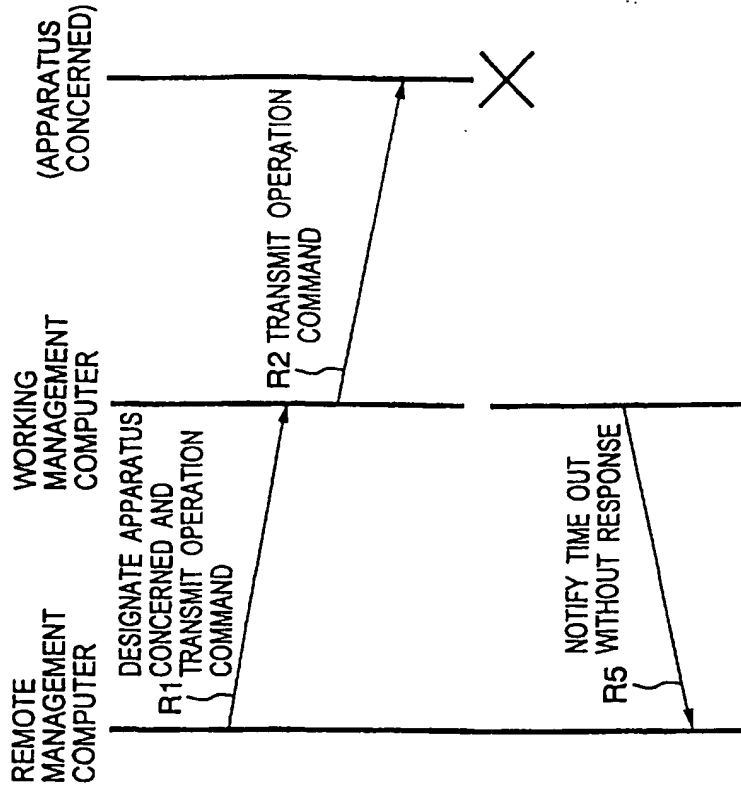 REMOTE
MANAGEMENT
COMPUTER
WORKING
MANAGEMENT
COMPUTER
(APPARATUS
CONCERNED)
R1
DESIGNATE APPARATUS
CONCERNED AND
TRANSMIT OPERATION
COMMAND
R2 TRANSMIT OPERATION
COMMAND
NOTIFY TIME OUT
WITHOUT RESPONSE
R5